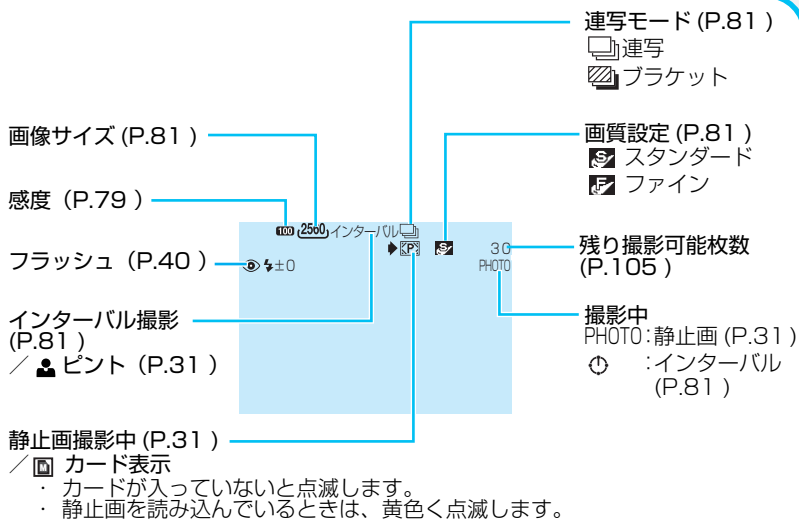 連写モード (P.81 )
連写
ブラケット
画像サイズ (P.81 )
画質設定 (P.81 )
S スタンダード
F ファイン
感度（P.79 ）
100 2560 インターバル
P S 30
残り撮影可能枚数
(P.105 )
フラッシュ（P.40 ）
±0 PHOTO
インターバル撮影
(P.81 )
／ ピント（P.31 ）
撮影中
PHOTO：静止画 (P.31 )
：インターバル
(P.81 )
静止画撮影中 (P.31 )
／ カード表示
・ カードが入っていないと点滅します。
・ 静止画を読み込んでいるときは、黄色く点滅します。